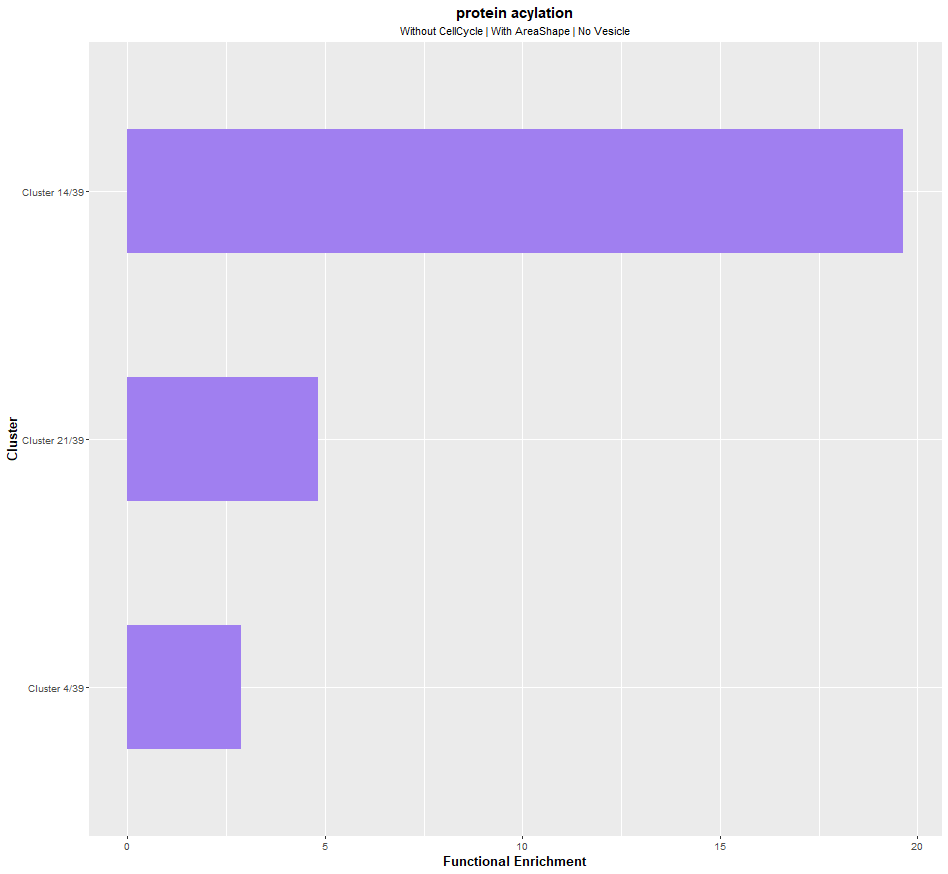 protein acylation
Without CellCycle | With AreaShape | No Vesicle
Cluster
Cluster 14/39
Cluster 21/39
Cluster 4/39
0 5 10 15 20
Functional Enrichment